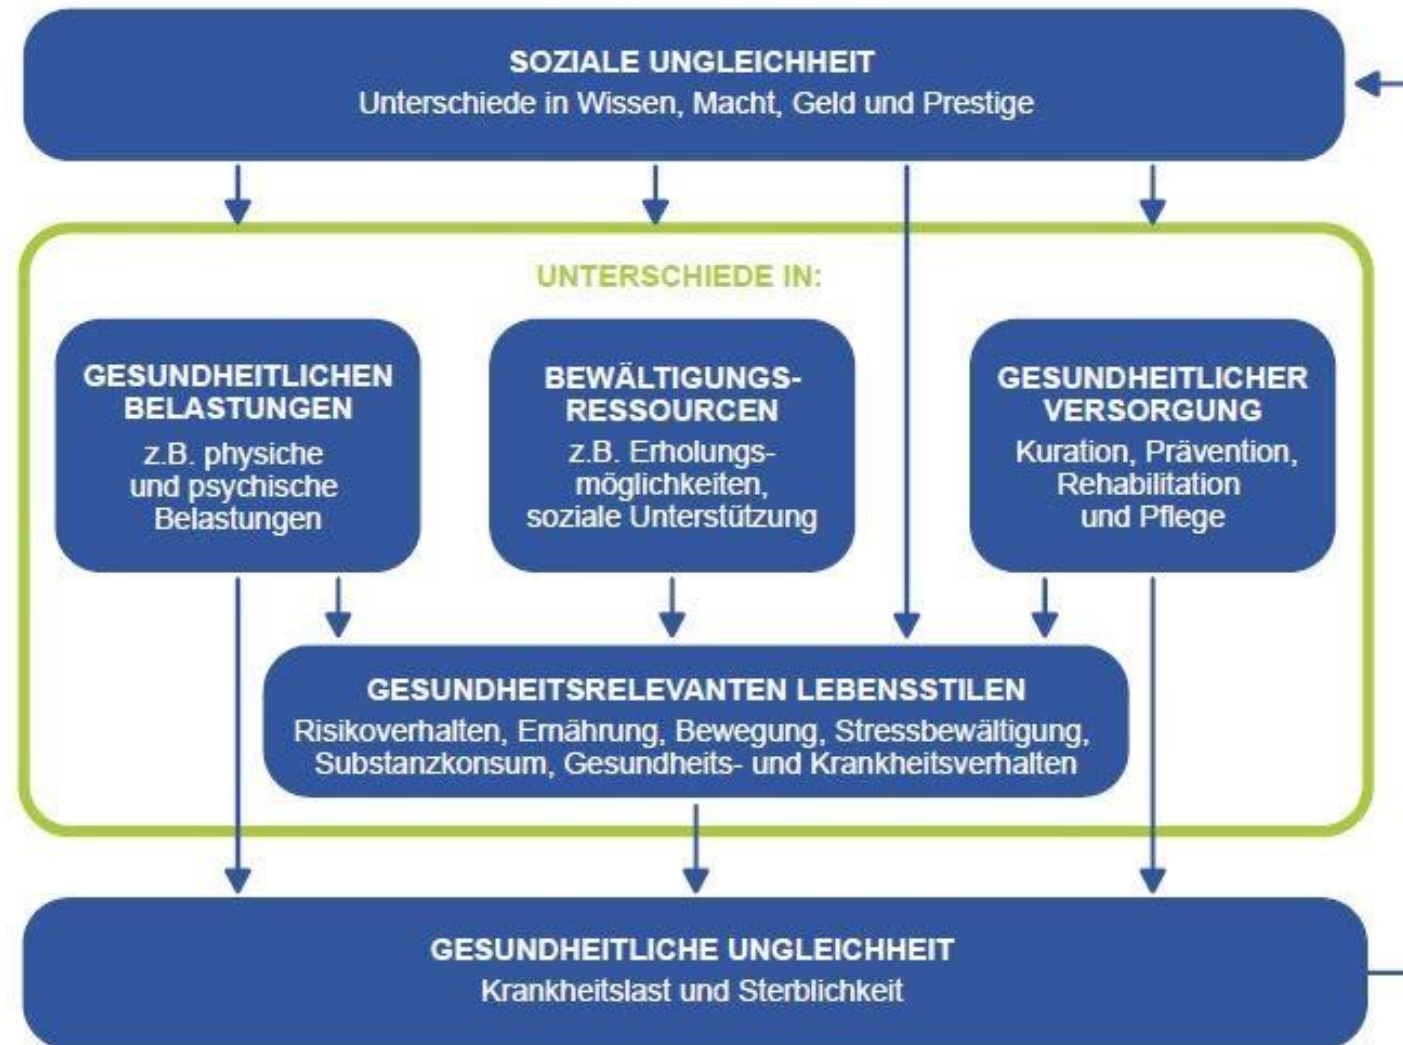 SOZIALE UNGLEICHHEIT
Unterschiede in Wissen, Macht, Geld und Prestige
UNTERSCHIEDE IN:
GESUNDHEITLICHEN
BELASTUNGEN
z.B. physiche
und psychische
Belastungen
BEWÄLTIGUNGS-
RESSOURCEN
z.B. Erholungs-
möglichkeiten,
soziale Unterstützung
GESUNDHEITLICHER
VERSORGUNG
Kuration, Prävention,
Rehabilitation
und Pflege
GESUNDHEITSRELEVANTEN LEBENSSTILEN
Risikoverhalten, Ernährung, Bewegung, Stressbewältigung,
Substanzkonsum, Gesundheits- und Krankheitsverhalten
GESUNDHEITLICHE UNGLEICHHEIT
Krankheitslast und Sterblichkeit